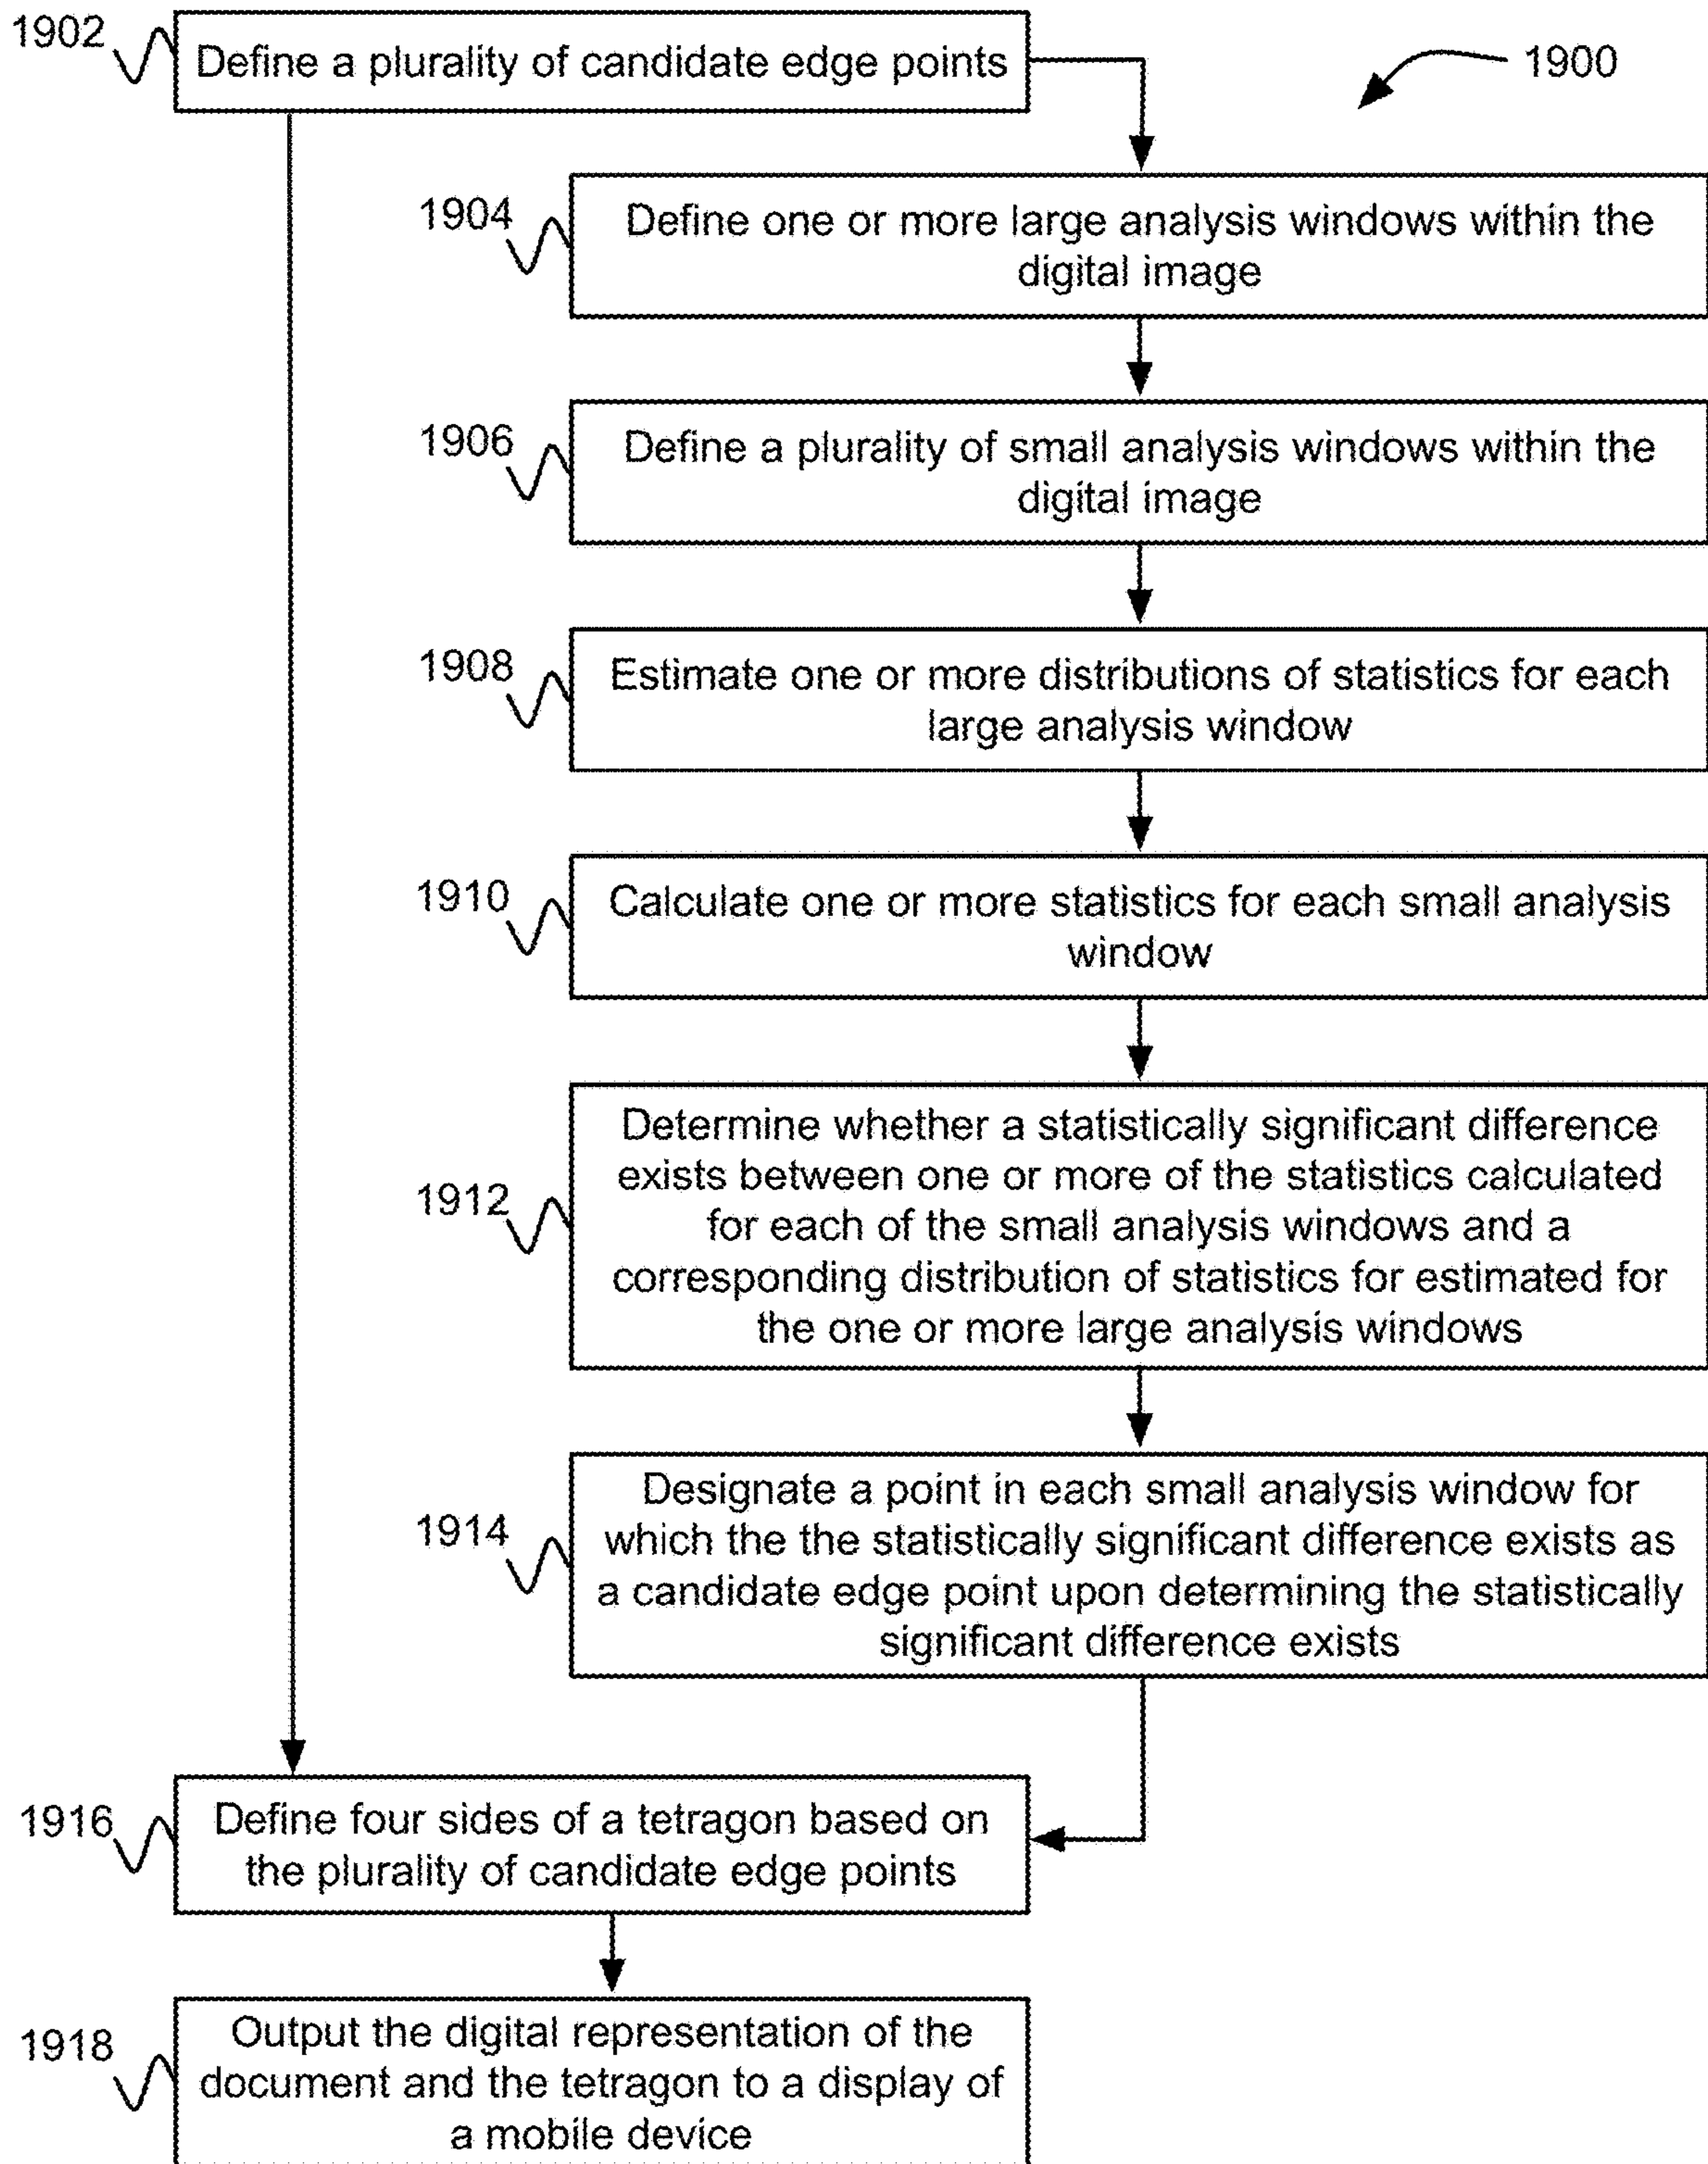 1902
Define a plurality of candidate edge points
1900
1904
Define one or more large analysis windows within the
digital image
1906
Define a plurality of small analysis windows within the
digital image
1908
Estimate one or more distributions of statistics for each
large analysis window
1910
Calculate one or more statistics for each small analysis
window
1912
Determine whether a statistically significant difference
exists between one or more of the statistics calculated
for each of the small analysis windows and a
corresponding distribution of statistics for estimated for
the one or more large analysis windows
1914
Designate a point in each small analysis window for
which the the statistically significant difference exists as
a candidate edge point upon determining the statistically
significant difference exists
1916
Define four sides of a tetragon based on
the plurality of candidate edge points
1918
Output the digital representation of the
document and the tetragon to a display of
a mobile device